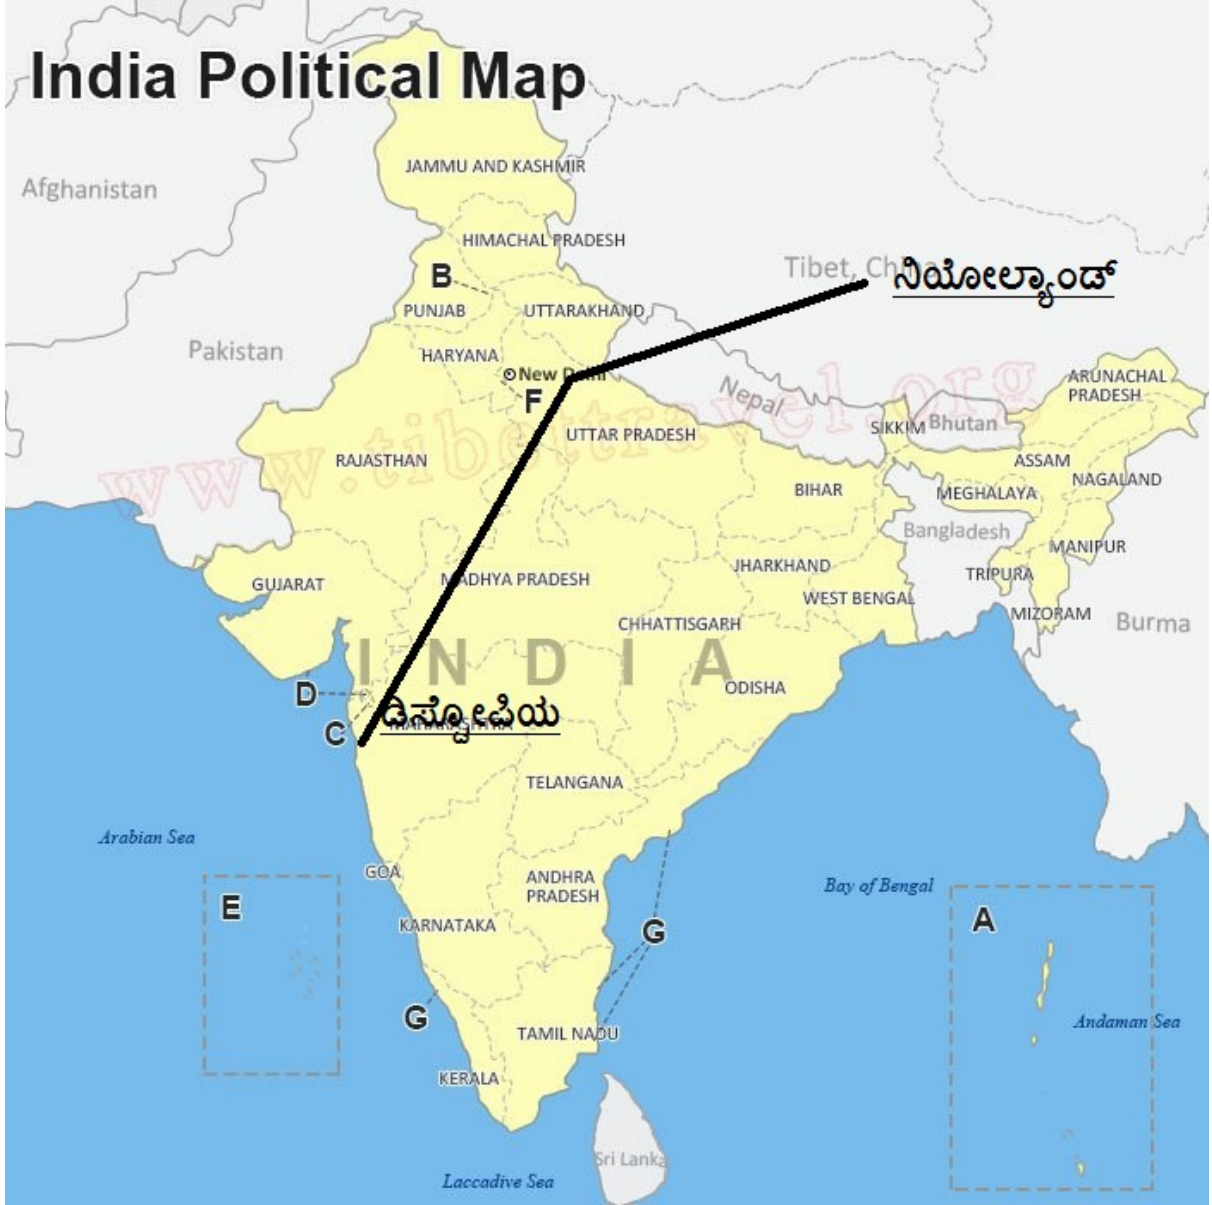 India Political Map
Afghanistan
JAMMU AND KASHMIR
HIMACHAL PRADESH
Tibet, China
ನಿಯೋಲ್ಯಾಂಡ್
B
PUNJAB
UTTARAKHAND
Pakistan
HARYANA
New Delhi
F
Nepal
ARUNACHAL
PRADESH
SIKKIM
Bhutan
www.tibettravel.org
UTTAR PRADESH
RAJASTHAN
ASSAM
NAGALAND
BIHAR
MEGHALAYA
Bangladesh
MANIPUR
GUJARAT
MADHYA PRADESH
JHARKHAND
TRIPURA
WEST BENGAL
MIZORAM
Burma
CHHATTISGARH
INDIA
ODISHA
D
ಡಿಸ್ಟೋಪಿಯ
MAHARASHTRA
C
TELANGANA
Arabian Sea
GOA
ANDHRA
PRADESH
Bay of Bengal
E
A
KARNATAKA
G
G
Andaman Sea
TAMIL NADU
KERALA
Sri Lanka
Laccadive Sea